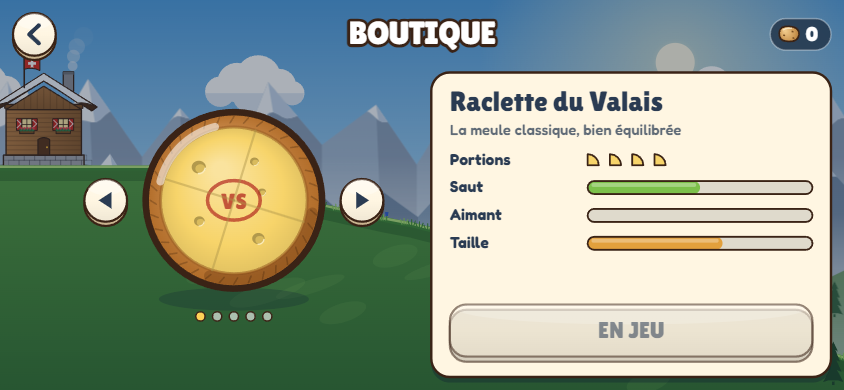 BOUTIQUE
0
VS
Raclette du Valais
La meule classique, bien équilibrée
Portions
Saut
Aimant
Taille
EN JEU